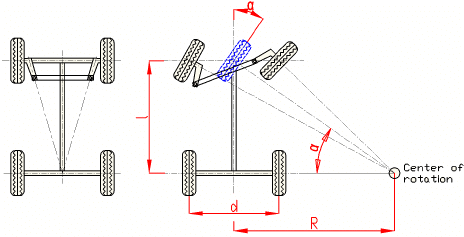 α
l
α
Center of
rotation
d
R